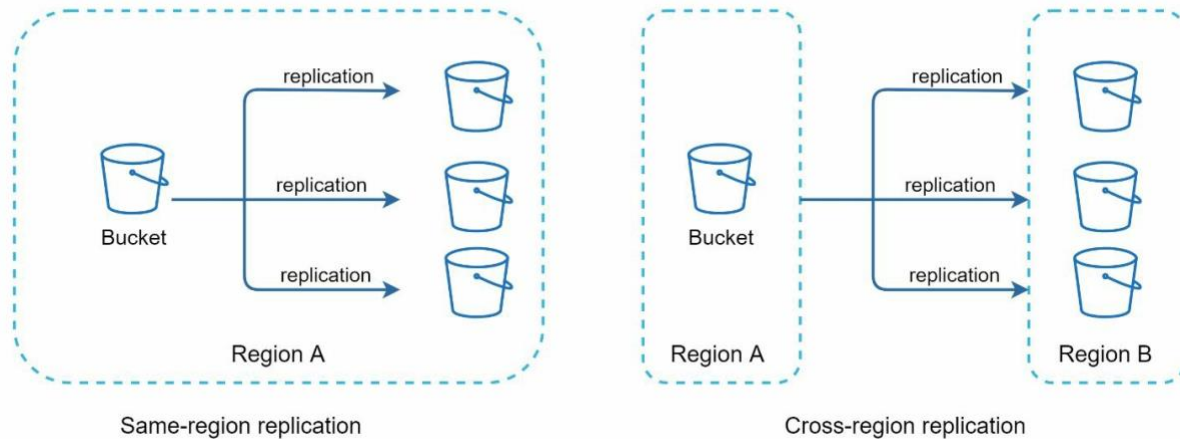 replication
replication
Bucket
replication
Region A
Same-region replication
replication
replication
Bucket
replication
Region A
Region B
Cross-region replication